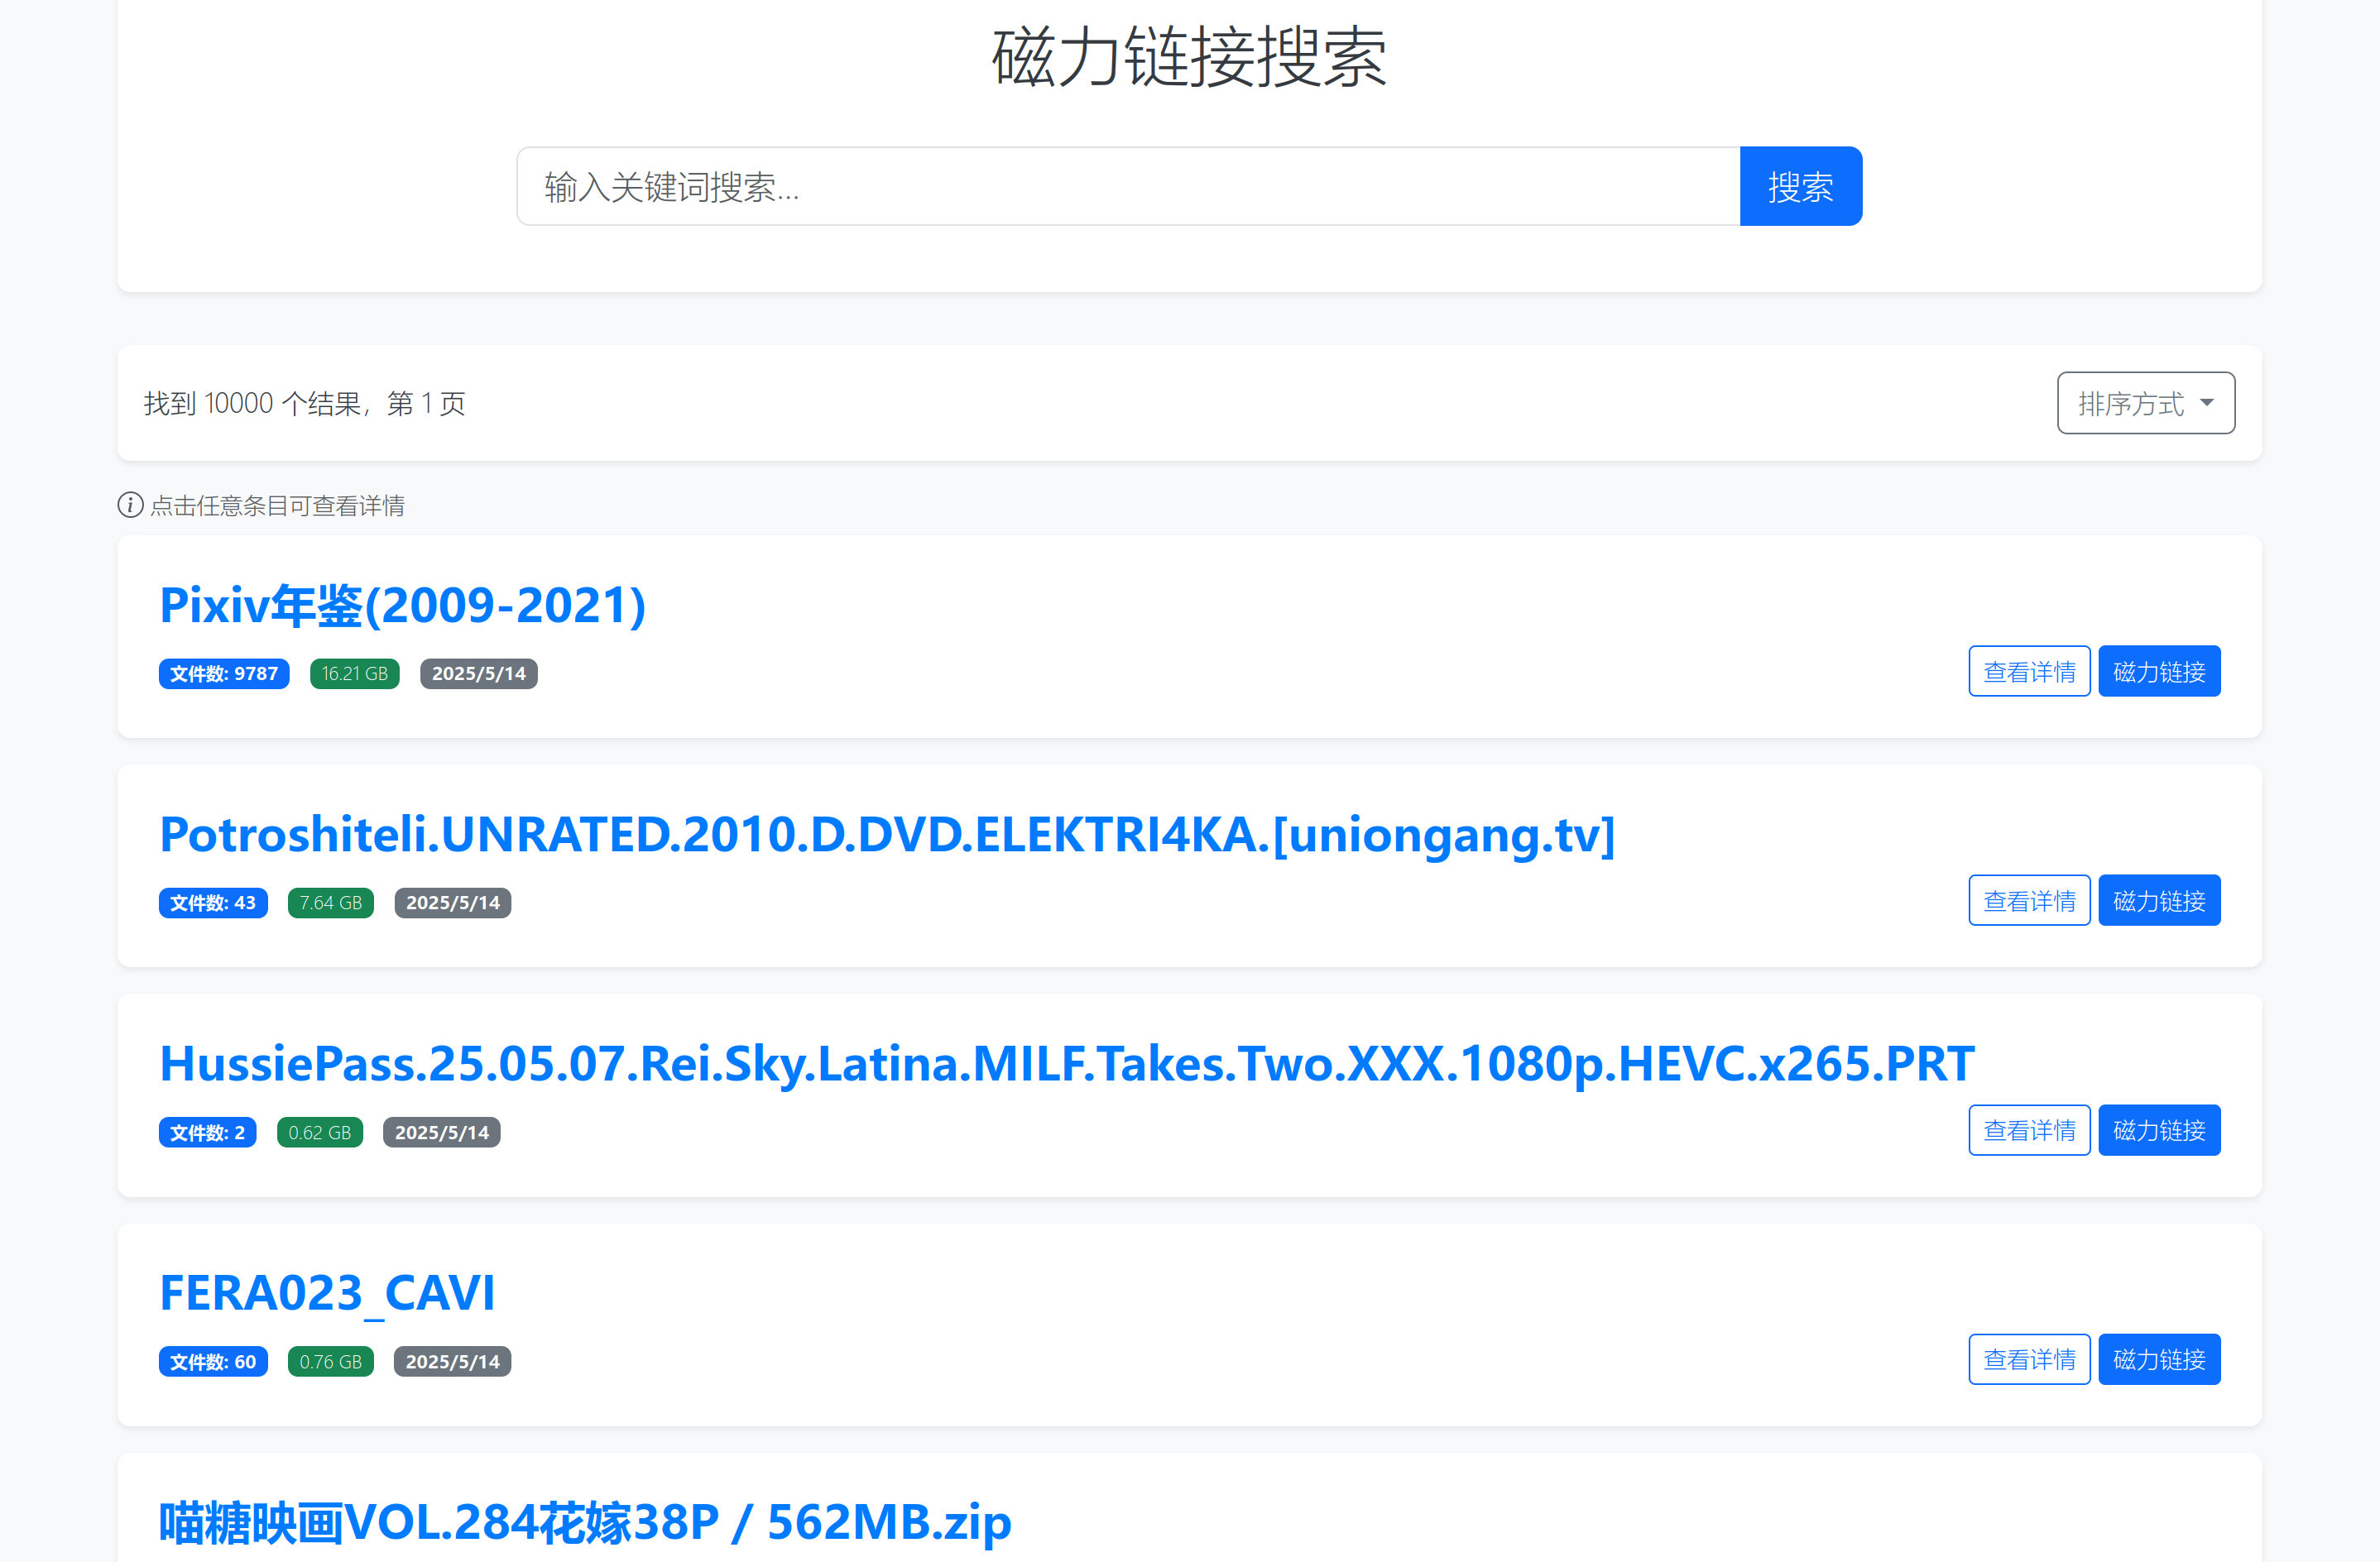 磁力链接搜索
输入关键词搜索...
搜索
找到 10000 个结果，第 1 页
排序方式
点击任意条目可查看详情
Pixiv年鉴(2009-2021)
文件数: 9787 16.21 GB 2025/5/14
查看详情 磁力链接
Potroshiteli.UNRATED.2010.D.DVD.ELEKTRI4KA.[uniongang.tv]
文件数: 43 7.64 GB 2025/5/14
查看详情 磁力链接
HussiePass.25.05.07.Rei.Sky.Latina.MILF.Takes.Two.XXX.1080p.HEVC.x265.PRT
文件数: 2 0.62 GB 2025/5/14
查看详情 磁力链接
FERA023_CAVI
文件数: 60 0.76 GB 2025/5/14
查看详情 磁力链接
喵糖映画VOL.284花嫁38P / 562MB.zip